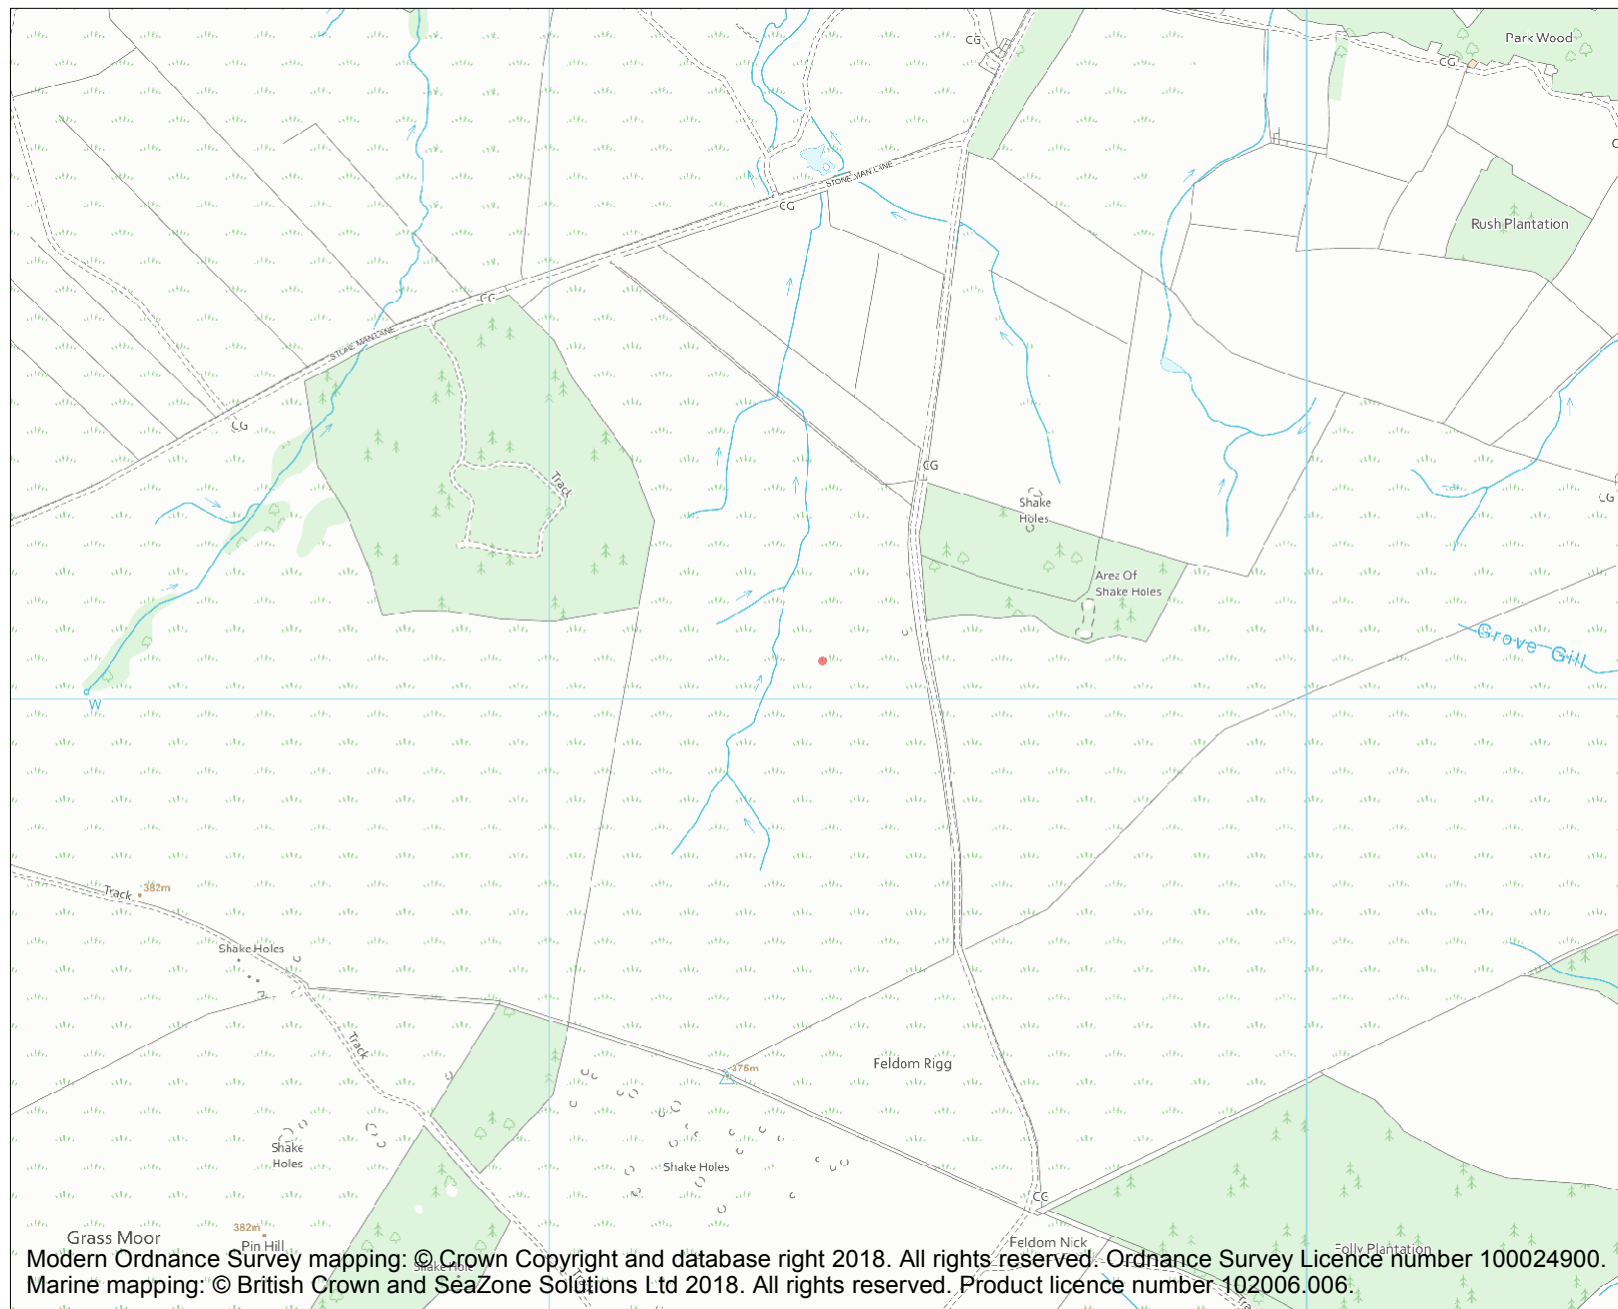 CG
Park Wood
CG
STONE MAN LANE
CG
Rush Plantation
CG
STONE MAN LANE
CG
CG
Track
CG
Shake
Holes
Area Of
Shake Holes
Grove Gill
W
382m
Track
Shake Holes
Track
Feldom Rigg
Shake
Holes
Shake Holes
CG
382m
Grass Moor
Pin Hill
Feldom Nick
Folly Plantation
Shake Hole
Track
Modern Ordnance Survey mapping: © Crown Copyright and database right 2018. All rights reserved. Ordnance Survey Licence number 100024900.
Marine mapping: © British Crown and SeaZone Solutions Ltd 2018. All rights reserved. Product licence number 102006.006.